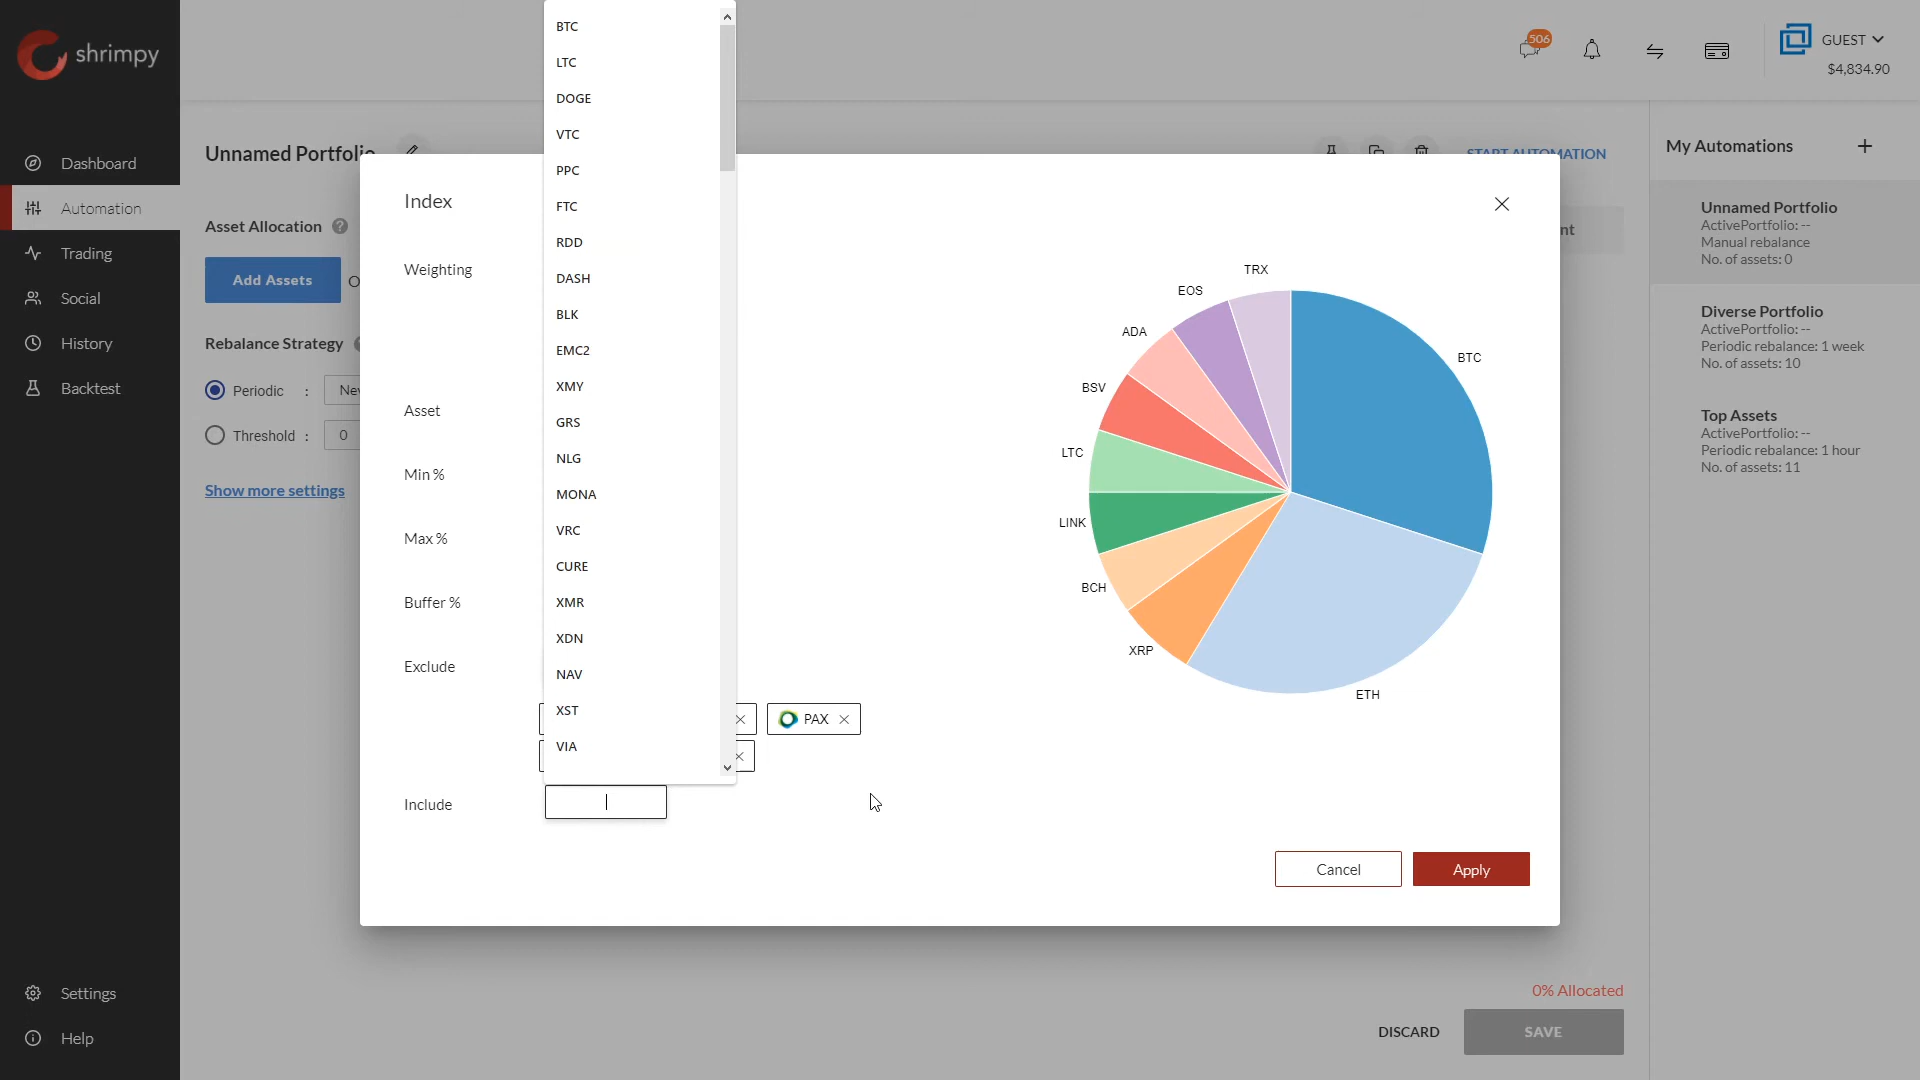 shrimpy
Dashboard
Automation
Trading
Social
History
Backtest
Settings
Help
506
GUEST
$4,834.90
Unnamed Portfolio
START AUTOMATION
Asset Allocation ?
Add Assets
Rebalance Strategy
Periodic :
Threshold : 0
Show more settings
Index
Weighting
Asset
Min %
Max %
Buffer %
Exclude
PAX
Include
BTC
LTC
DOGE
VTC
PPC
FTC
RDD
DASH
BLK
EMC2
XMY
GRS
NLG
MONA
VRC
CURE
XMR
XDN
NAV
XST
VIA
TRX
EOS
ADA
BSV
LTC
LINK
BCH
XRP
ETH
BTC
Cancel
Apply
0% Allocated
DISCARD
SAVE
My Automations
Unnamed Portfolio
ActivePortfolio: --
Manual rebalance
No. of assets: 0
Diverse Portfolio
ActivePortfolio: --
Periodic rebalance: 1 week
No. of assets: 10
Top Assets
ActivePortfolio: --
Periodic rebalance: 1 hour
No. of assets: 11